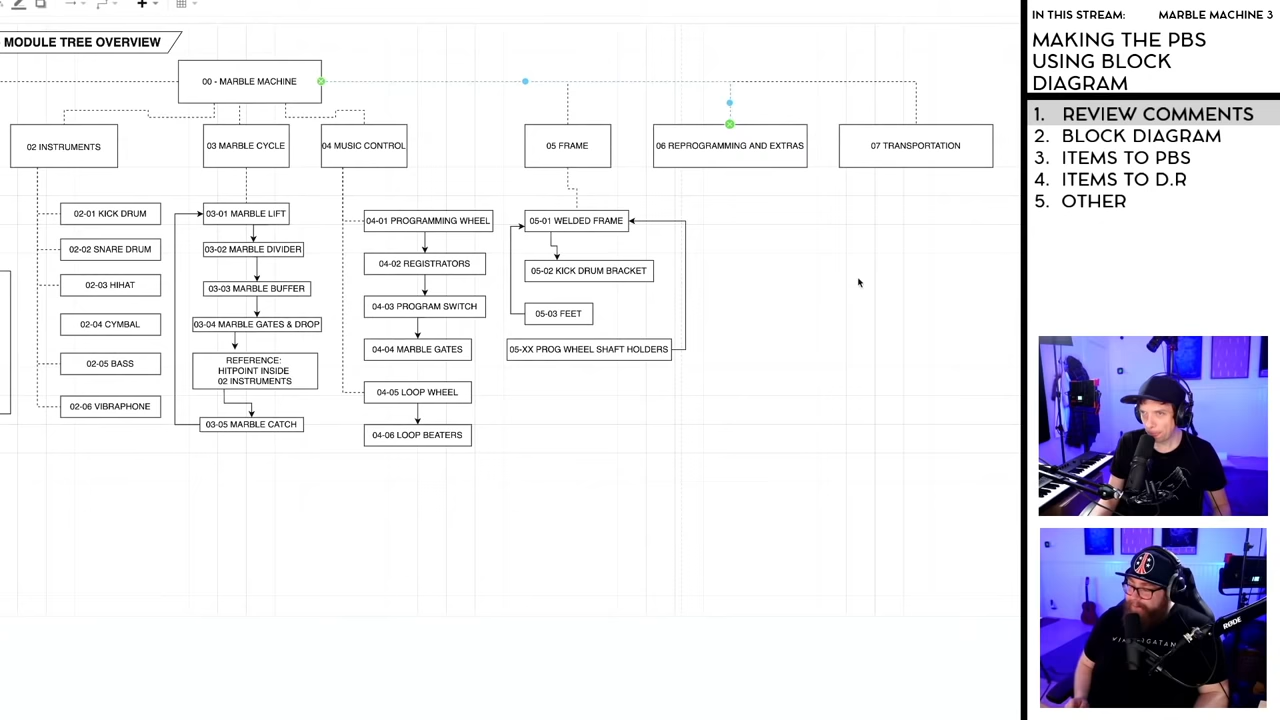 MODULE TREE OVERVIEW
00 - MARBLE MACHINE
02 INSTRUMENTS
03 MARBLE CYCLE
04 MUSIC CONTROL
05 FRAME
06 REPROGRAMMING AND EXTRAS
07 TRANSPORTATION
02-01 KICK DRUM
02-02 SNARE DRUM
02-03 HIHAT
02-04 CYMBAL
02-05 BASS
02-06 VIBRAPHONE
03-01 MARBLE LIFT
03-02 MARBLE DIVIDER
03-03 MARBLE BUFFER
03-04 MARBLE GATES & DROP
REFERENCE:
HITPOINT INSIDE
02 INSTRUMENTS
03-05 MARBLE CATCH
04-01 PROGRAMMING WHEEL
04-02 REGISTRATORS
04-03 PROGRAM SWITCH
04-04 MARBLE GATES
04-05 LOOP WHEEL
04-06 LOOP BEATERS
05-01 WELDED FRAME
05-02 KICK DRUM BRACKET
05-03 FEET
05-XX PROG WHEEL SHAFT HOLDERS
IN THIS STREAM: MARBLE MACHINE 3
MAKING THE PBS
USING BLOCK
DIAGRAM
1. REVIEW COMMENTS
2. BLOCK DIAGRAM
3. ITEMS TO PBS
4. ITEMS TO D.R
5. OTHER
RØDE